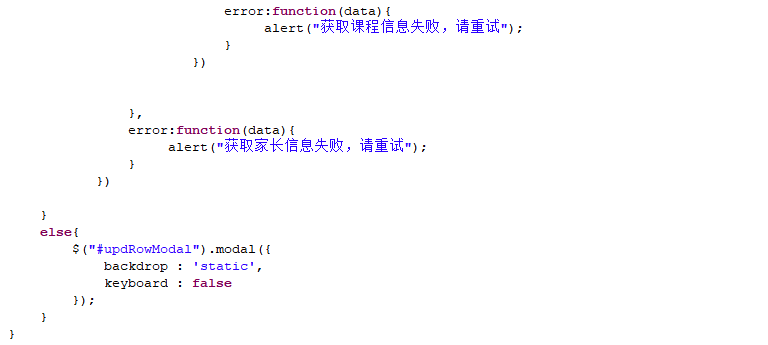 error:function(data){
alert("获取课程信息失败，请重试");
}
})
},
error:function(data){
alert("获取家长信息失败，请重试");
}
})
}
else{
$("#updRowModal").modal({
backdrop : 'static',
keyboard : false
});
}
}